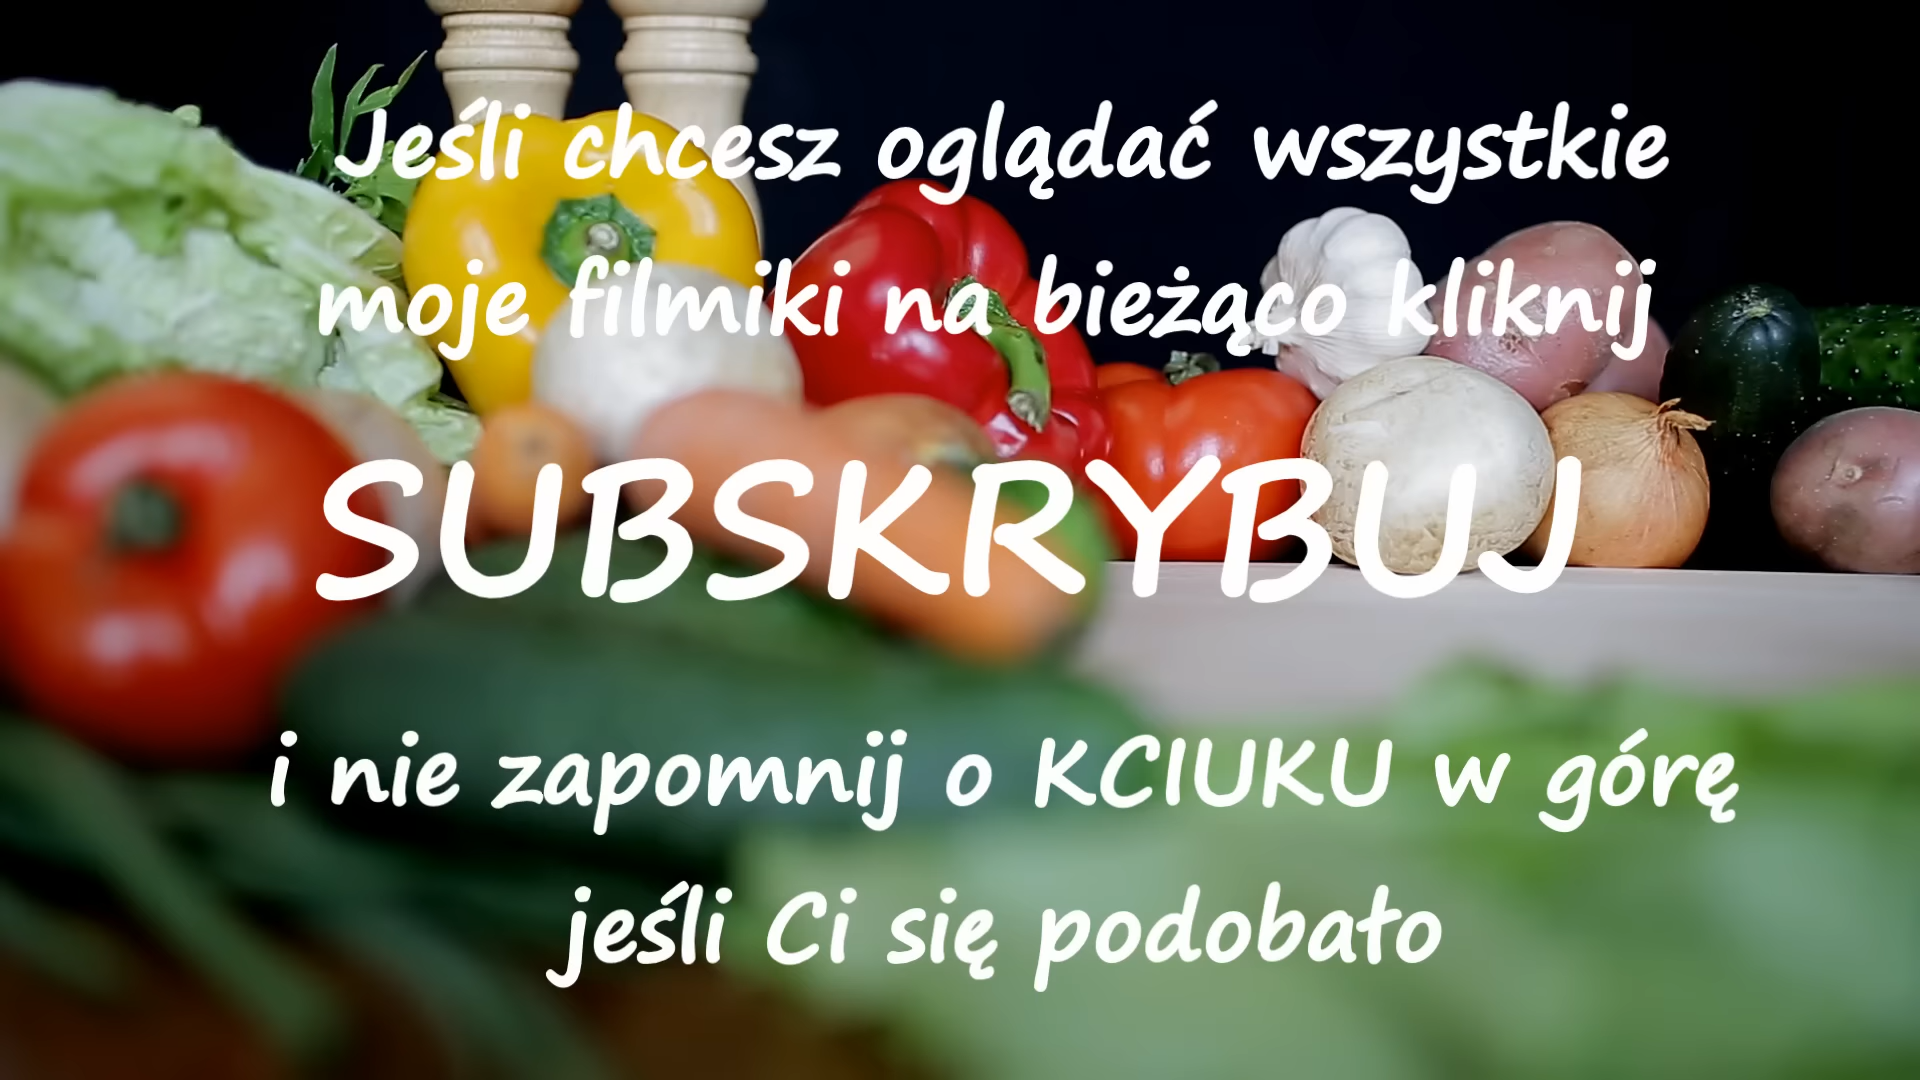 Jeśli chcesz oglądać wszystkie
moje filmiki na bieżąco kliknij
SUBSKRYBUJ
i nie zapomnij o KCIUKU w górę
jeśli Ci się podobało